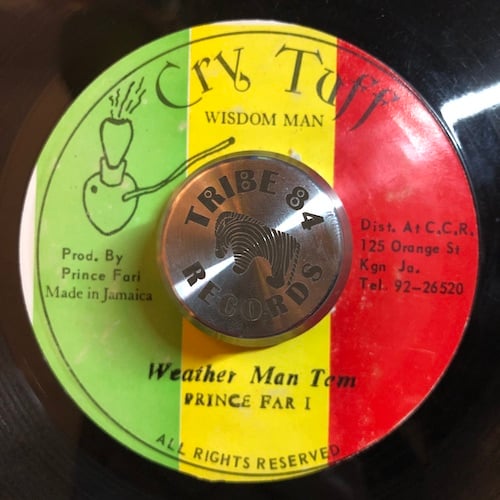 Cry Tuff
WISDOM MAN
TRIBE 84
RECORDS
Prod. By
Prince Fari
Made in Jamaica
Dist. At C.C.R.
125 Orange St
Kgn Ja.
Tel. 92-26520
Weather Man Tam
PRINCE FAR I
ALL RIGHTS RESERVED